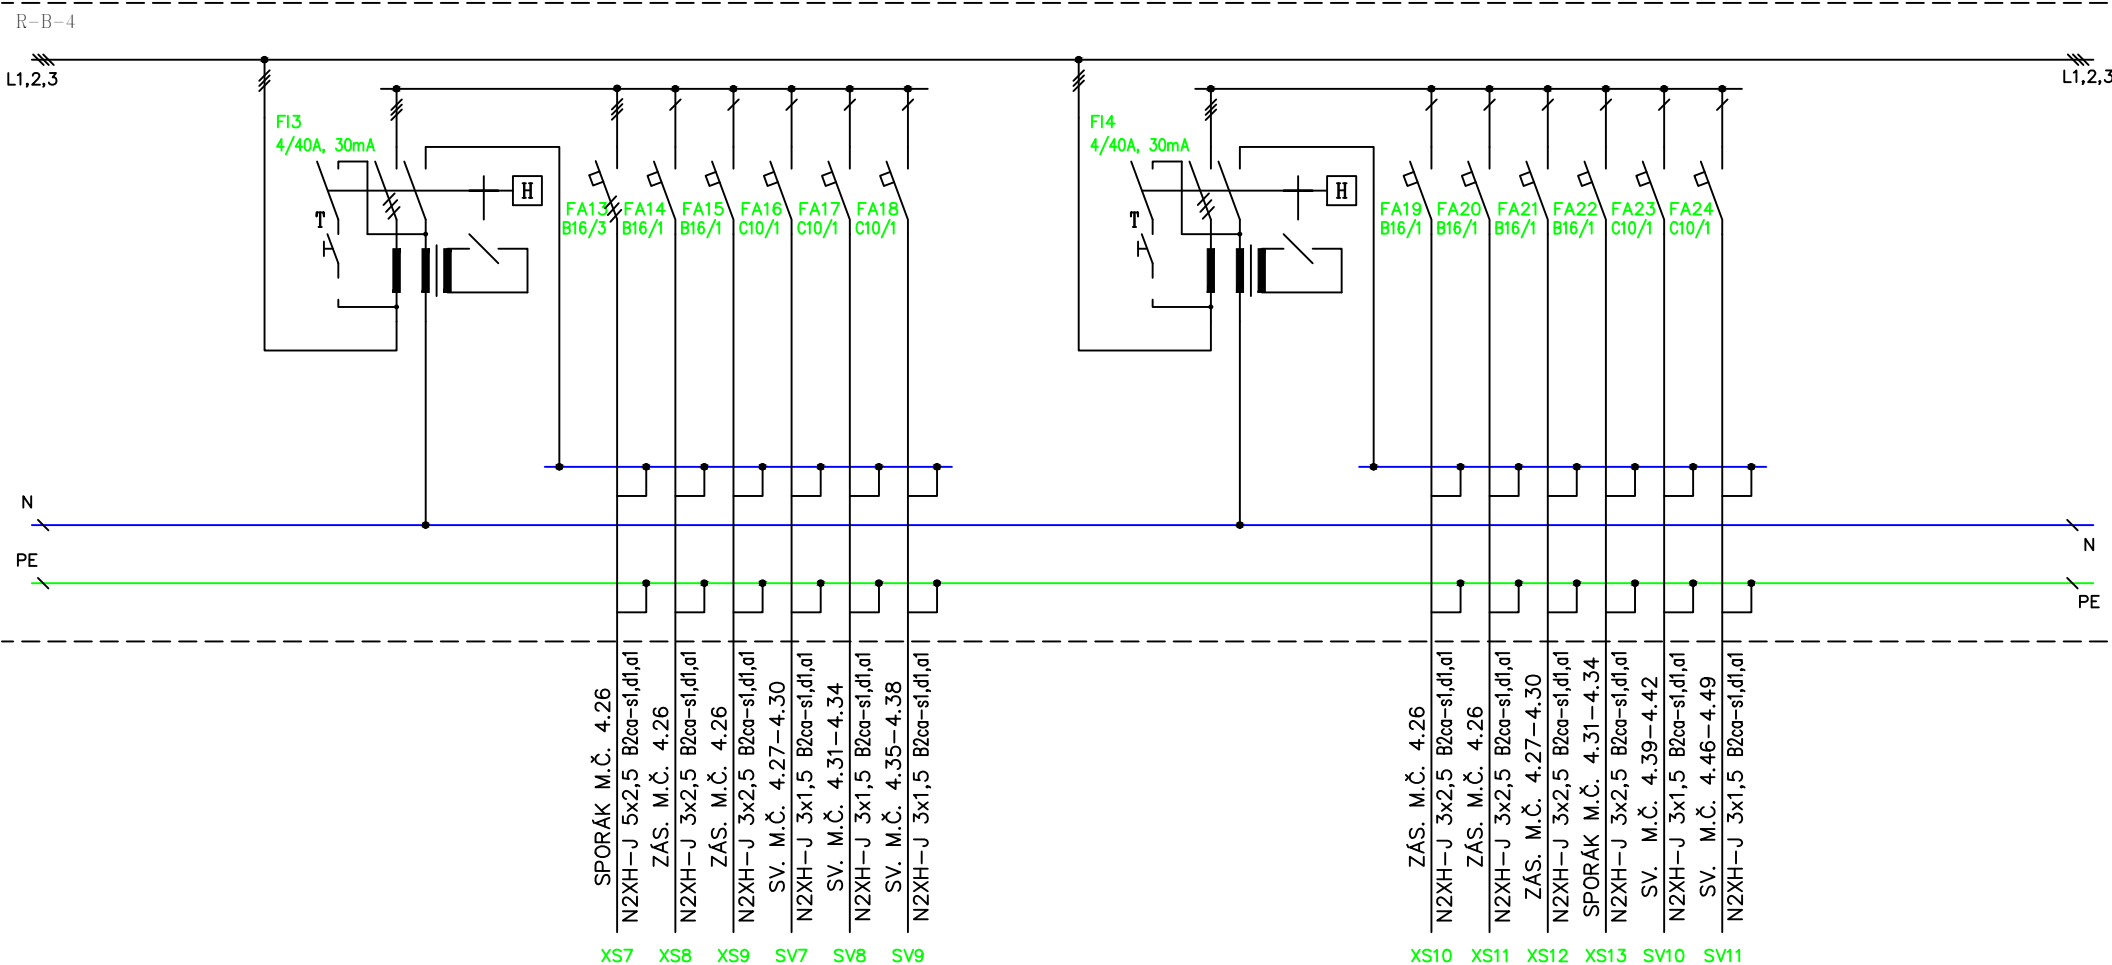 R-B-4
L1,2,3
L1,2,3
FI3
4/40A, 30mA
H
T
FA13
B16/3
FA14
B16/1
FA15
B16/1
FA16
C10/1
FA17
C10/1
FA18
C10/1
FI4
4/40A, 30mA
H
T
FA19
B16/1
FA20
B16/1
FA21
B16/1
FA22
B16/1
FA23
C10/1
FA24
C10/1
N
N
PE
PE
SPORÁK M.Č. 4.26
N2XH-J 5x2,5 B2ca-s1,d1,a1
ZÁS. M.Č. 4.26
N2XH-J 3x2,5 B2ca-s1,d1,a1
ZÁS. M.Č. 4.26
N2XH-J 3x2,5 B2ca-s1,d1,a1
SV. M.Č. 4.27-4.30
N2XH-J 3x1,5 B2ca-s1,d1,a1
SV. M.Č. 4.31-4.34
N2XH-J 3x1,5 B2ca-s1,d1,a1
SV. M.Č. 4.35-4.38
N2XH-J 3x1,5 B2ca-s1,d1,a1
ZÁS. M.Č. 4.26
N2XH-J 3x2,5 B2ca-s1,d1,a1
ZÁS. M.Č. 4.26
N2XH-J 3x2,5 B2ca-s1,d1,a1
ZÁS. M.Č. 4.27-4.30
N2XH-J 3x2,5 B2ca-s1,d1,a1
SPORÁK M.Č. 4.31-4.34
N2XH-J 3x2,5 B2ca-s1,d1,a1
SV. M.Č. 4.39-4.42
N2XH-J 3x1,5 B2ca-s1,d1,a1
SV. M.Č. 4.46-4.49
N2XH-J 3x1,5 B2ca-s1,d1,a1
XS7 XS8 XS9 SV7 SV8 SV9
XS10 XS11 XS12 XS13 SV10 SV11